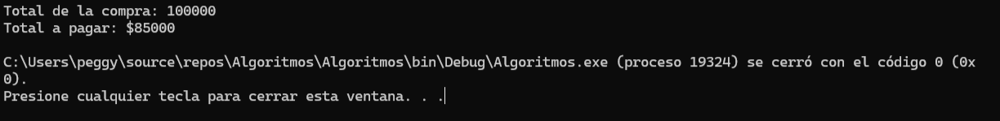 Total de la compra: 100000
Total a pagar: $85000
C:\Users\peggy\source\repos\Algoritmos\Algoritmos\bin\Debug\Algoritmos.exe (proceso 19324) se cerró con el código 0 (0x
0).
Presione cualquier tecla para cerrar esta ventana. . .